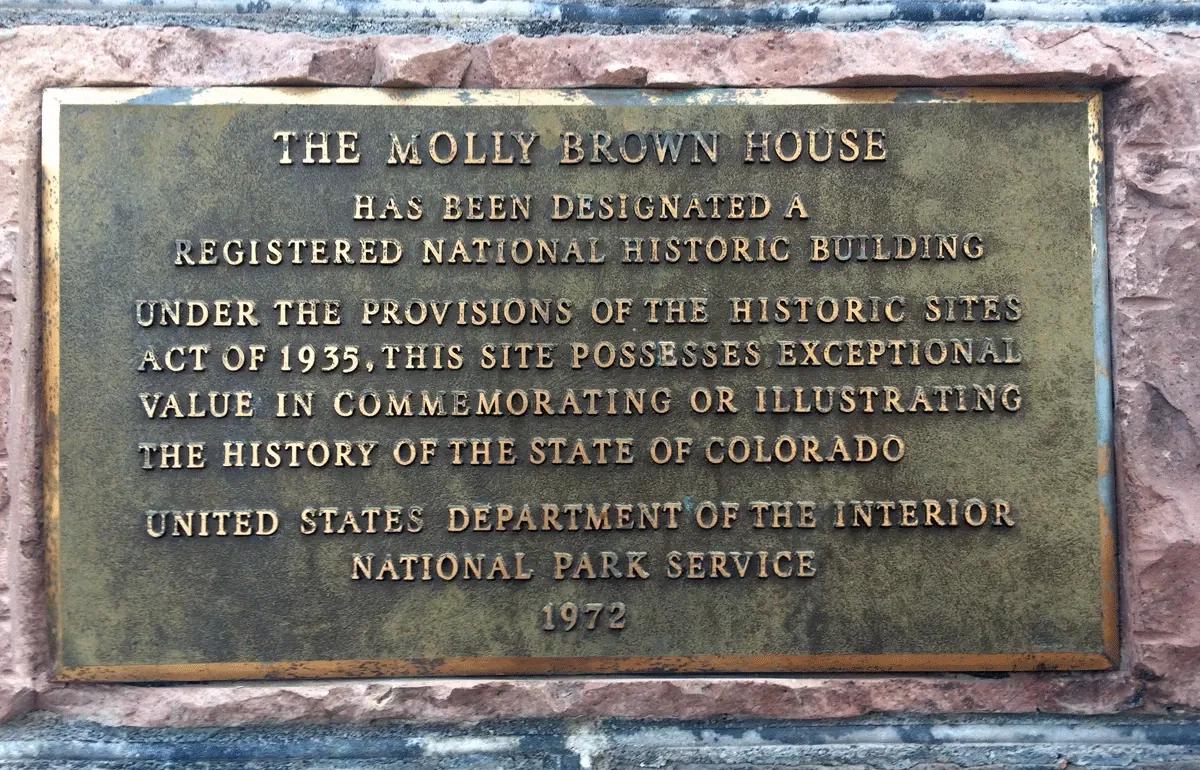 THE MOLLY BROWN HOUSE
HAS BEEN DESIGNATED A
REGISTERED NATIONAL HISTORIC BUILDING
UNDER THE PROVISIONS OF THE HISTORIC SITES
ACT OF 1935, THIS SITE POSSESSES EXCEPTIONAL
VALUE IN COMMEMORATING OR ILLUSTRATING
THE HISTORY OF THE STATE OF COLORADO
UNITED STATES DEPARTMENT OF THE INTERIOR
NATIONAL PARK SERVICE
1972